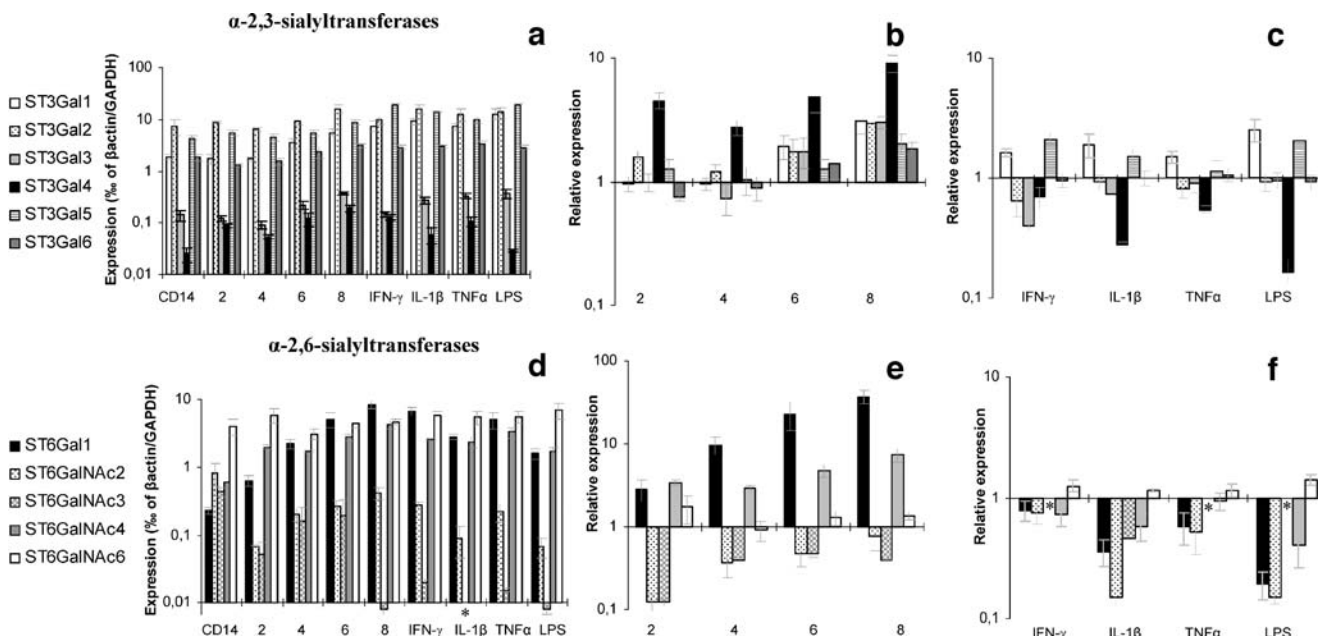 α-2,3-sialyltransferases
a
b
c
ST3Gal1
ST3Gal2
ST3Gal3
ST3Gal4
ST3Gal5
ST3Gal6
Expression (‰ of βactin/GAPDH)
100
10
1
0,1
0,01
CD14 2 4 6 8 IFN-γ IL-1β TNFα LPS
Relative expression
10
1
0,1
2 4 6 8
Relative expression
10
1
0,1
IFN-γ IL-1β TNFα LPS
α-2,6-sialyltransferases
d
e
f
ST6Gal1
ST6GalNAc2
ST6GalNAc3
ST6GalNAc4
ST6GalNAc6
Expression (‰ of βactin/GAPDH)
10
1
0,1
0,01
*
CD14 2 4 6 8 IFN-γ IL-1β TNFα LPS
Relative expression
100
10
1
0,1
2 4 6 8
Relative expression
10
1
0,1
* * *
IFN-γ IL-1β TNFα LPS